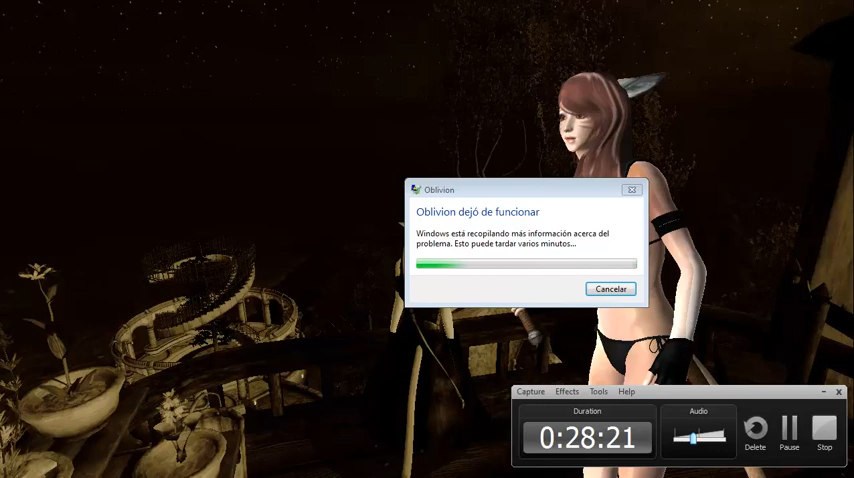 Oblivion
Oblivion dejó de funcionar
Windows está recopilando más información acerca del
problema. Esto puede tardar varios minutos...
Cancelar
Capture Effects Tools Help
Duration
0:28:21
Audio
Delete Pause Stop